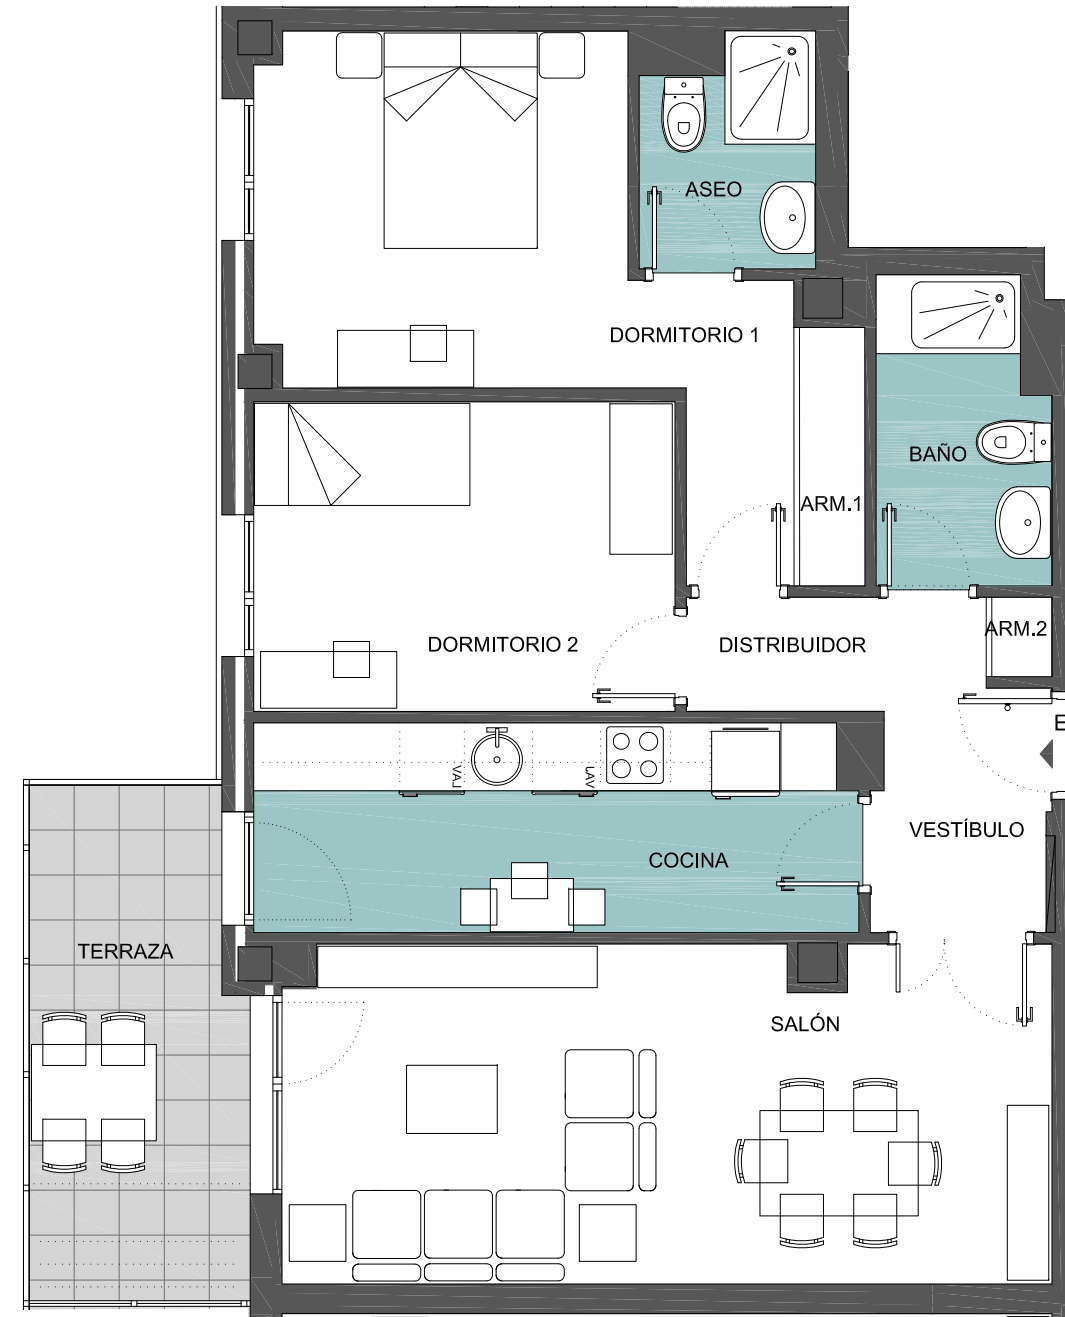 ASEO
DORMITORIO 1
BAÑO
ARM.1
ARM.2
DORMITORIO 2
DISTRIBUIDOR
E
VAJ
LAV
VESTÍBULO
COCINA
TERRAZA
SALÓN